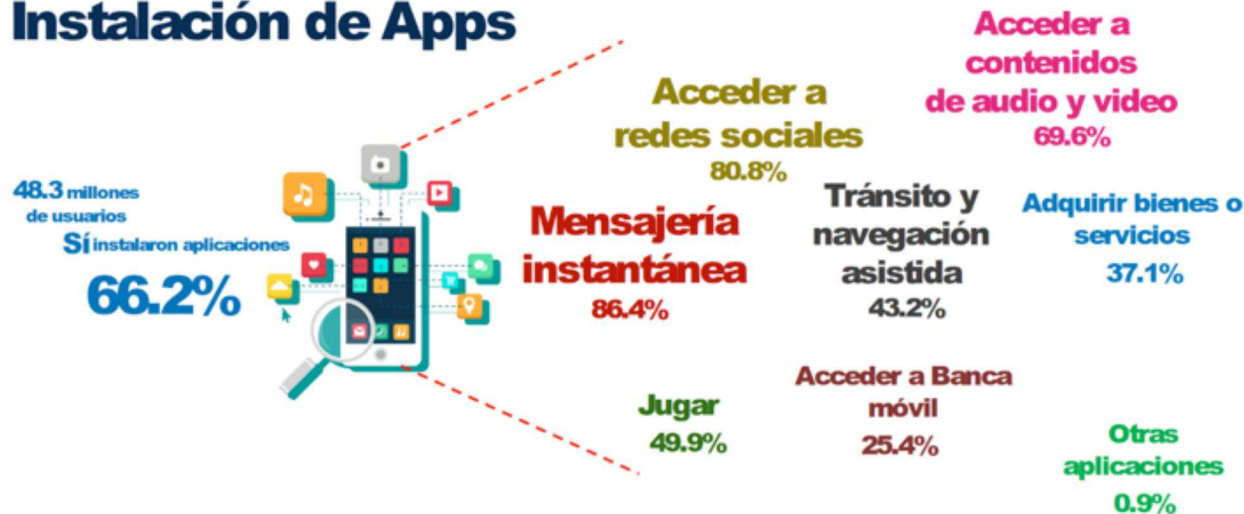 Instalación de Apps
48.3 millones
de usuarios
Sí instalaron aplicaciones
66.2%
Acceder a
contenidos
de audio y video
69.6%
Acceder a
redes sociales
80.8%
Mensajería
instantánea
86.4%
Tránsito y
navegación
asistida
43.2%
Adquirir bienes o
servicios
37.1%
Jugar
49.9%
Acceder a Banca
móvil
25.4%
Otras
aplicaciones
0.9%